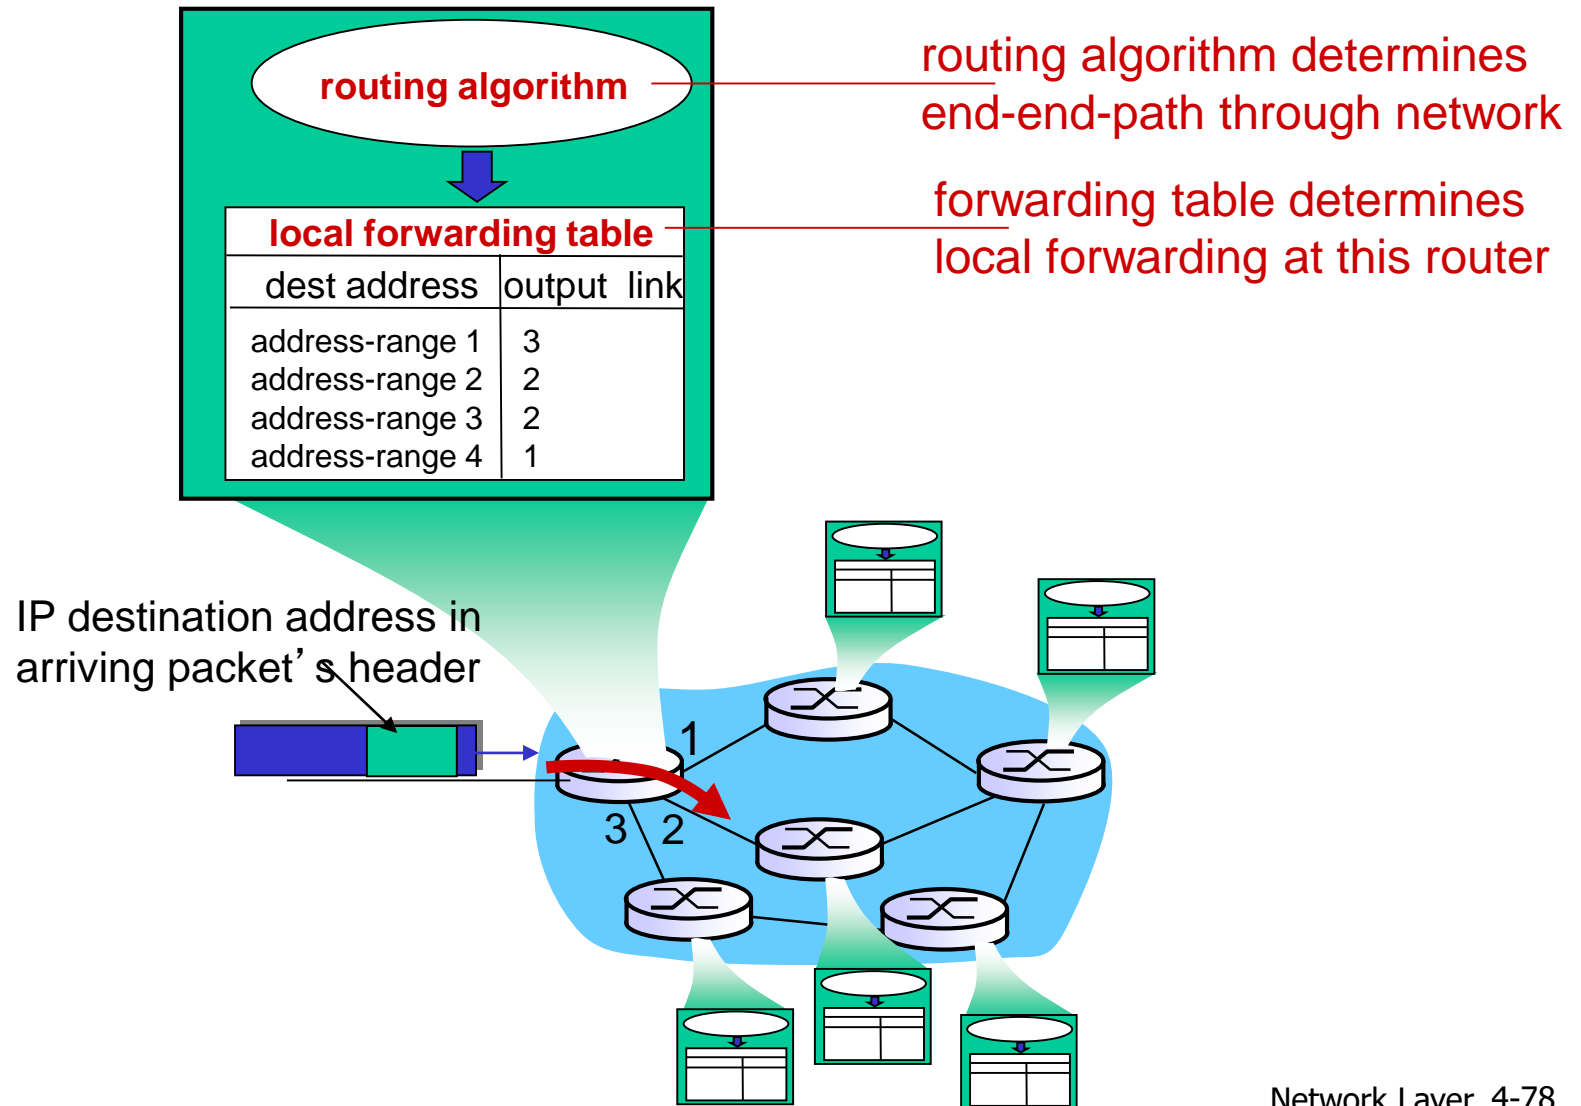 routing algorithm
routing algorithm determines
end-end-path through network
forwarding table determines
local forwarding at this router
local forwarding table
dest address output link
address-range 1 3
address-range 2 2
address-range 3 2
address-range 4 1
IP destination address in
arriving packet's header
1
3 2
Network Layer 4-78